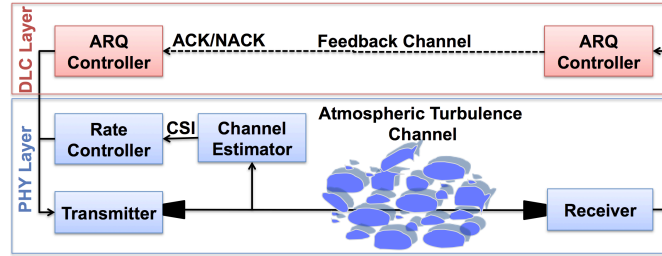 DLC Layer
ARQ
Controller
ACK/NACK
Feedback Channel
ARQ
Controller
PHY Layer
Rate
Controller
CSI
Channel
Estimator
Atmospheric Turbulence
Channel
Transmitter
Receiver